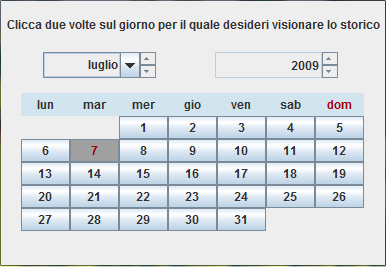 Clicca due volte sul giorno per il quale desideri visionare lo storico
luglio 2009
lun mar mer gio ven sab dom
1 2 3 4 5
6 7 8 9 10 11 12
13 14 15 16 17 18 19
20 21 22 23 24 25 26
27 28 29 30 31